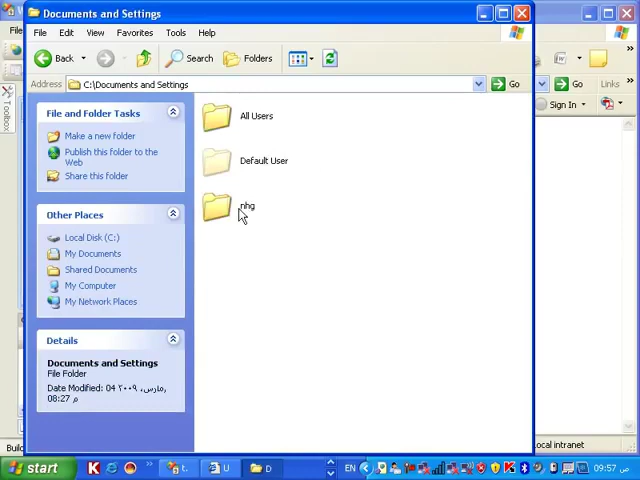 Documents and Settings
File Edit View Favorites Tools Help
Back Search Folders
Address C:\Documents and Settings Go
Go Links
Sign In
Toolbox
File and Folder Tasks
Make a new folder
Publish this folder to the
Web
Share this folder
Other Places
Local Disk (C:)
My Documents
Shared Documents
My Computer
My Network Places
Details
Documents and Settings
File Folder
Date Modified: 04 مارس، ٢٠٠٩,
08:27 م
All Users
Default User
nhg
local intranet
start K t. U D EN 09:57 ص